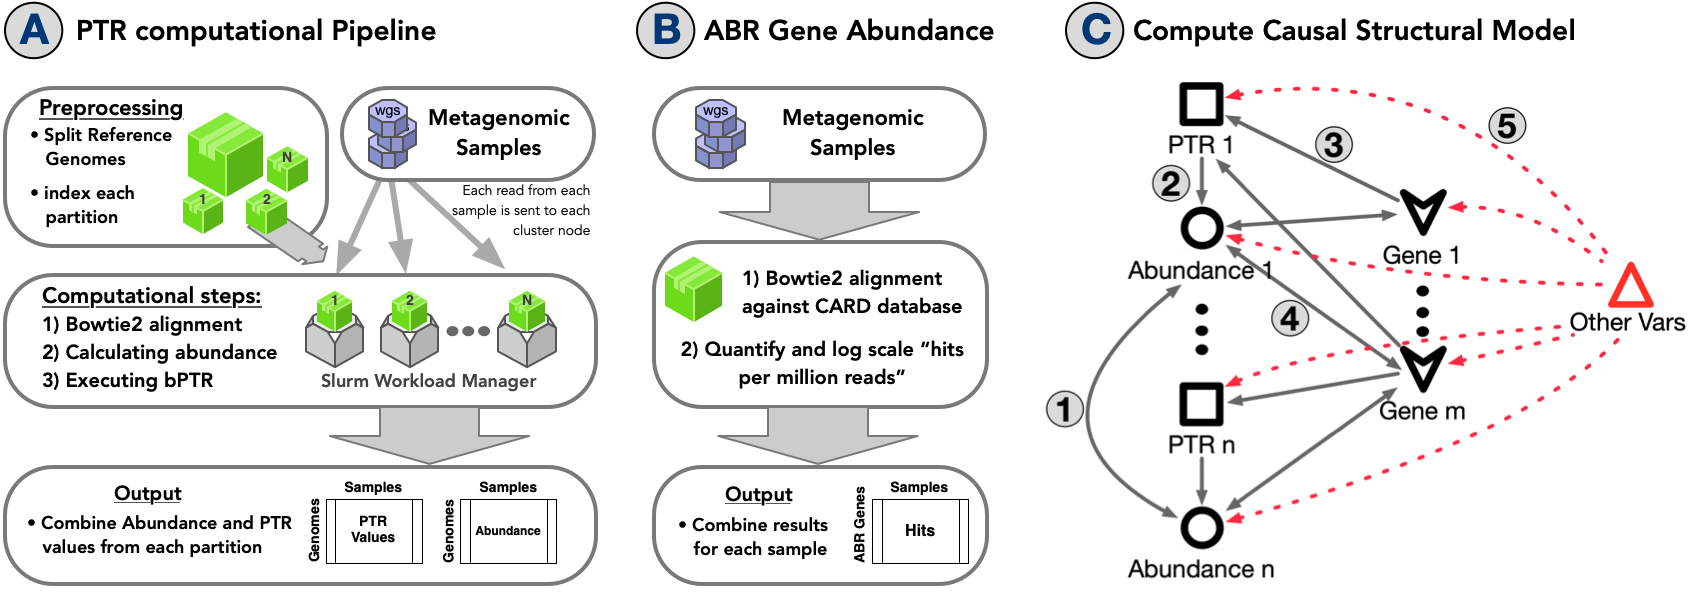 A PTR computational Pipeline
Preprocessing
• Split Reference
Genomes
• index each
partition
N
1
2
wgs
Metagenomic
Samples
Each read from each
sample is sent to each
cluster node
Computational steps:
1) Bowtie2 alignment
2) Calculating abundance
3) Executing bPTR
1
2
N
Slurm Workload Manager
Output
• Combine Abundance and PTR
values from each partition
Samples
Genomes
PTR
Values
Samples
Genomes
Abundance
B ABR Gene Abundance
wgs
Metagenomic
Samples
1) Bowtie2 alignment
against CARD database
2) Quantify and log scale “hits
per million reads”
Output
• Combine results
for each sample
Samples
ABR Genes
Hits
C Compute Causal Structural Model
PTR 1
5
3
2
Abundance 1
Gene 1
4
Other Vars
1
PTR n
Gene m
Abundance n